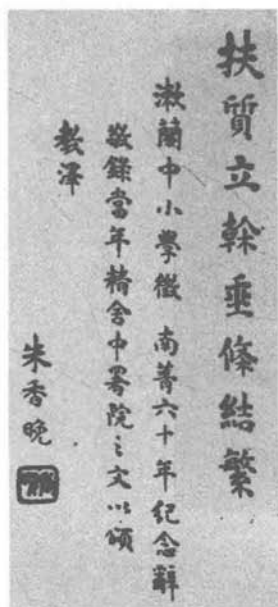 扶質立榦垂條結繁
漱蘭中小學徵 南菁六十年紀念辭
敬錄當年精舍中署院之文以頌
教澤
朱香晚